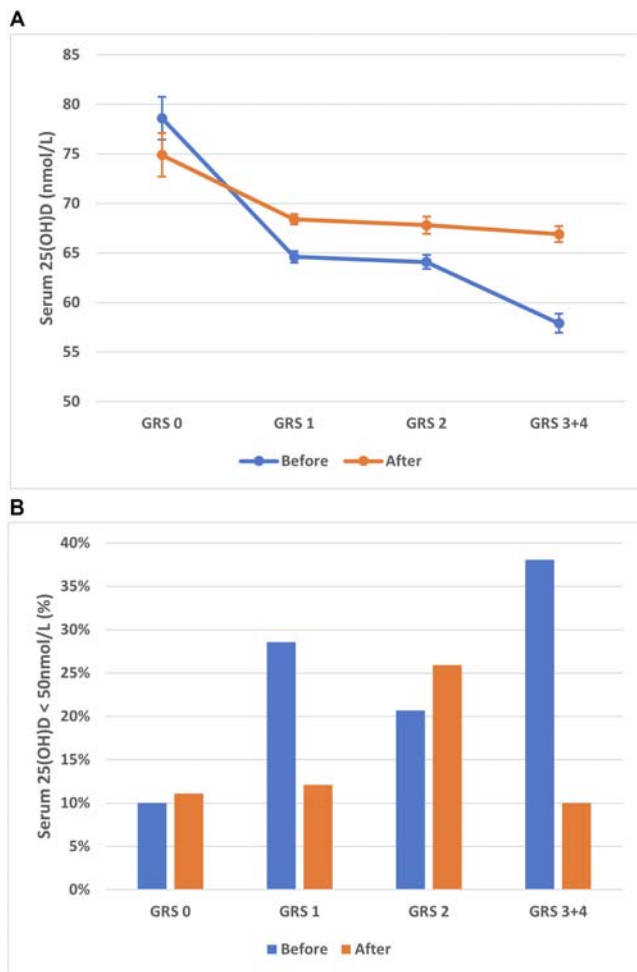 A
Serum 25(OH)D (nmol/L)
85
80
75
70
65
60
55
50
GRS 0 GRS 1 GRS 2 GRS 3+4
Before After
B
Serum 25(OH)D < 50nmol/L (%)
40%
35%
30%
25%
20%
15%
10%
5%
0%
GRS 0 GRS 1 GRS 2 GRS 3+4
Before After